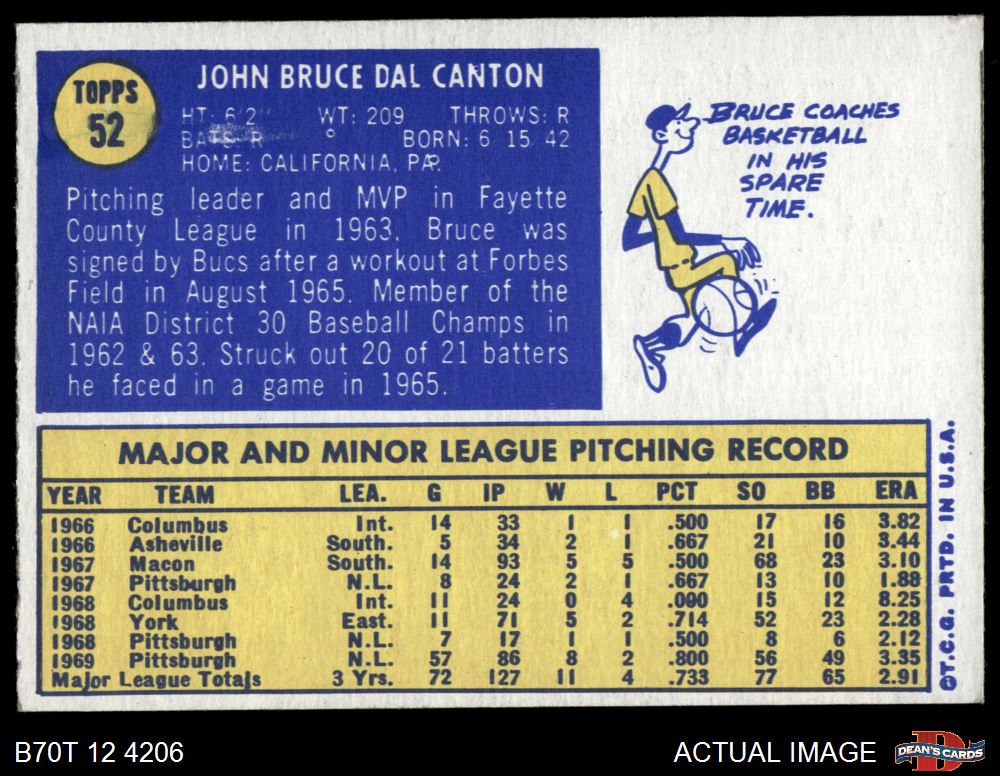 TOPPS
52
JOHN BRUCE DAL CANTON
HT: 6'2" WT: 209 THROWS: R
BATS: R BORN: 6 15 42
HOME: CALIFORNIA, PA.
Pitching leader and MVP in Fayette
County League in 1963, Bruce was
signed by Bucs after a workout at Forbes
Field in August 1965. Member of the
NAIA District 30 Baseball Champs in
1962 & 63. Struck out 20 of 21 batters
he faced in a game in 1965.
BRUCE COACHES
BASKETBALL
IN HIS
SPARE
TIME.
MAJOR AND MINOR LEAGUE PITCHING RECORD
YEAR TEAM LEA. G IP W L PCT SO BB ERA
1966 Columbus Int. 14 33 1 1 .500 17 16 3.82
1966 Asheville South. 5 34 2 1 .667 21 10 3.44
1967 Macon South. 14 93 5 5 .500 68 23 3.10
1967 Pittsburgh N.L. 8 24 2 1 .667 13 10 1.88
1968 Columbus Int. 11 24 0 4 .000 15 12 8.25
1968 York East. 11 71 5 2 .714 52 23 2.28
1968 Pittsburgh N.L. 7 17 1 1 .500 8 6 2.12
1969 Pittsburgh N.L. 57 86 8 2 .800 56 49 3.35
Major League Totals 3 Yrs. 72 127 11 4 .733 77 65 2.91
©T.C.G. PRTD. IN U.S.A.
B70T 12 4206
ACTUAL IMAGE
DEAN'S CARDS